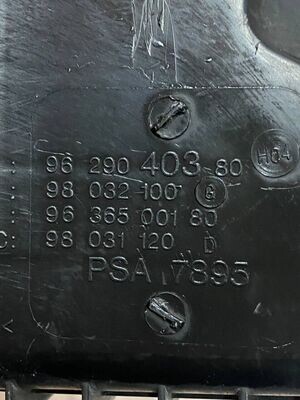 : 96 290 403 80 H04
: 98 032 100 G
: 96 365 001 80
C: 98 031 120 D
PSA 7895
<